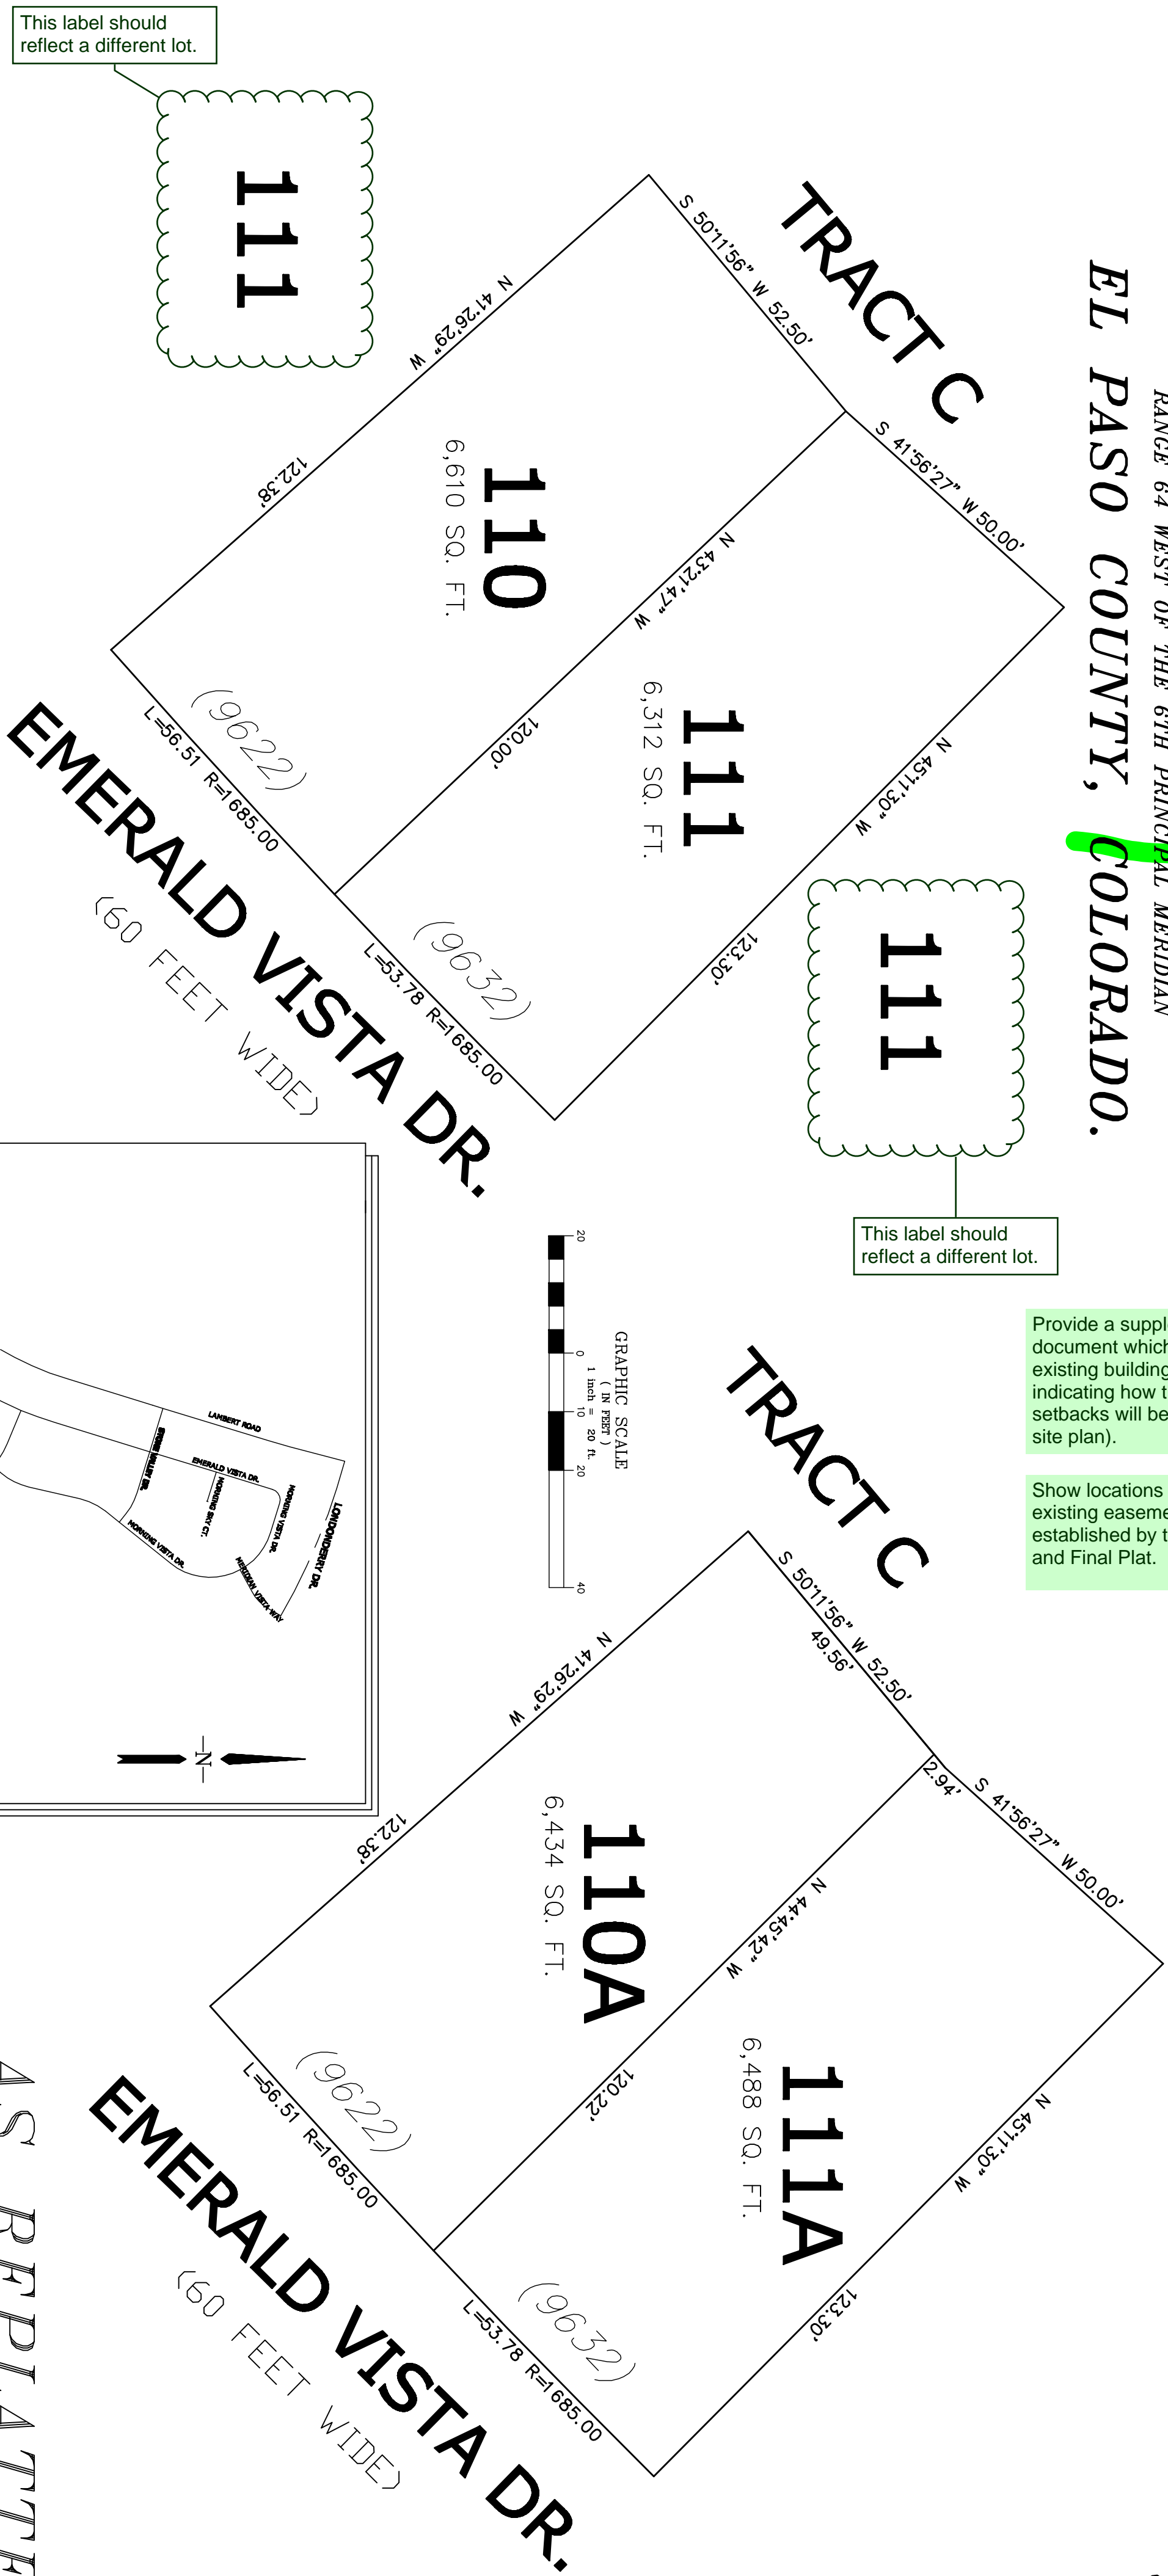 This label should
reflect a different lot.
111
RANGE 64 WEST OF THE 6TH PRINCIPAL MERIDIAN
EL PASO COUNTY, COLORADO.
TRACT C
S 50°11'56" W 52.50'
S 41°56'27" W 50.00'
N 41°26'29" W
122.38'
110
6,610 SQ. FT.
N 43°21'47" W
120.00'
111
6,312 SQ. FT.
N 45°11'30" W
123.30'
(9622)
L=56.51 R=1685.00
(9632)
L=53.78 R=1685.00
EMERALD VISTA DR.
(60 FEET WIDE)
111
This label should
reflect a different lot.
GRAPHIC SCALE
( IN FEET )
1 inch = 20 ft.
20 0 10 20 40
Provide a supple
document which
existing building
indicating how t
setbacks will be
site plan).
Show locations
existing easeme
established by t
and Final Plat.
LAMBERT ROAD
EMERALD VISTA DR.
MORNING SKY CT.
MORNING VISTA DR.
LONDONDERRY DR.
MORNING VISTA DR.
MERIDIAN VISTA WAY
N
TRACT C
S 50°11'56" W 52.50'
49.56'
2.94'
S 41°56'27" W 50.00'
N 41°26'29" W
122.38'
110A
6,434 SQ. FT.
N 44°45'42" W
120.22'
111A
6,488 SQ. FT.
N 45°11'30" W
123.30'
(9622)
L=56.51 R=1685.00
(9632)
L=53.78 R=1685.00
EMERALD VISTA DR.
(60 FEET WIDE)
AS REPLATTE